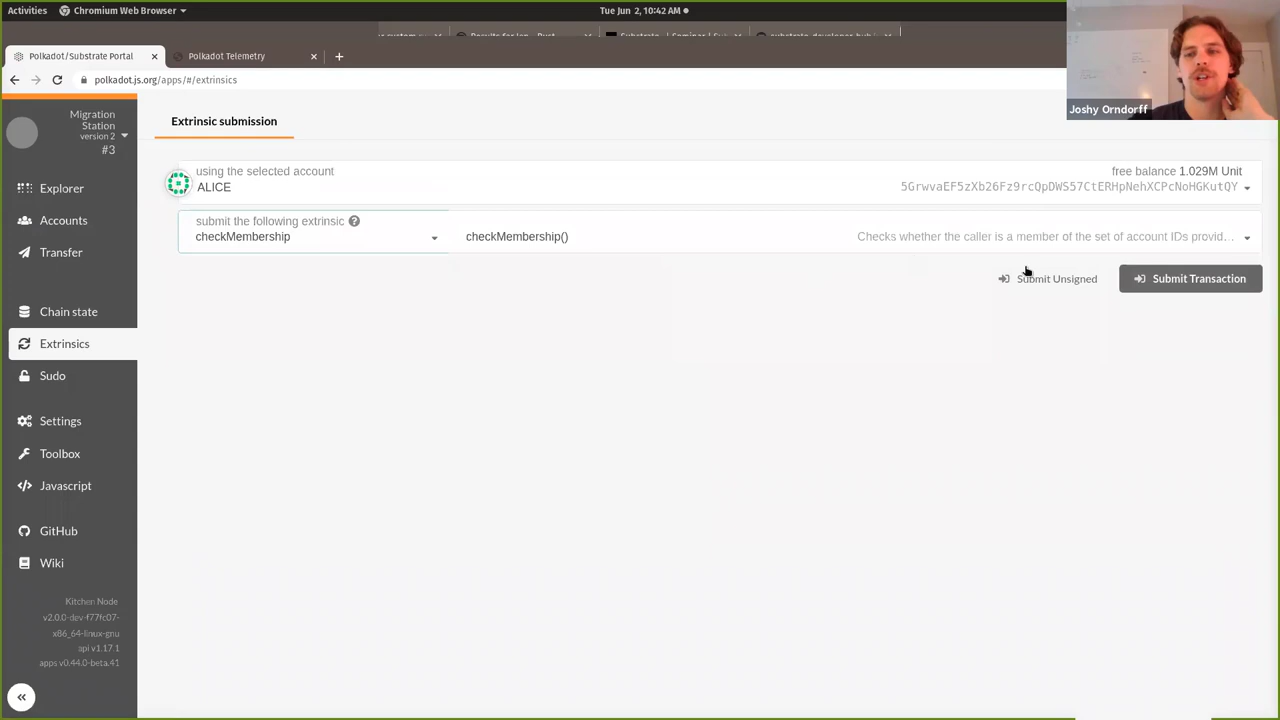 Activities
Chromium Web Browser
Tue Jun 2, 10:42 AM
Polkadot/Substrate Portal
Polkadot Telemetry
polkadot.js.org/apps/#/extrinsics
Joshy Orndorff
Migration
Station
version 2
#3
Explorer
Accounts
Transfer
Chain state
Extrinsics
Sudo
Settings
Toolbox
Javascript
GitHub
Wiki
Kitchen Node
v2.0.0-dev-f77fc07-
x86_64-linux-gnu
api v1.17.1
apps v0.44.0-beta.41
Extrinsic submission
using the selected account
ALICE
free balance 1.029M Unit
5GrwvaEF5zXb26Fz9rcQpDWS57CtERHpNehXCPcNoHGKutQY
submit the following extrinsic
checkMembership
checkMembership()
Checks whether the caller is a member of the set of account IDs provid...
Submit Unsigned
Submit Transaction